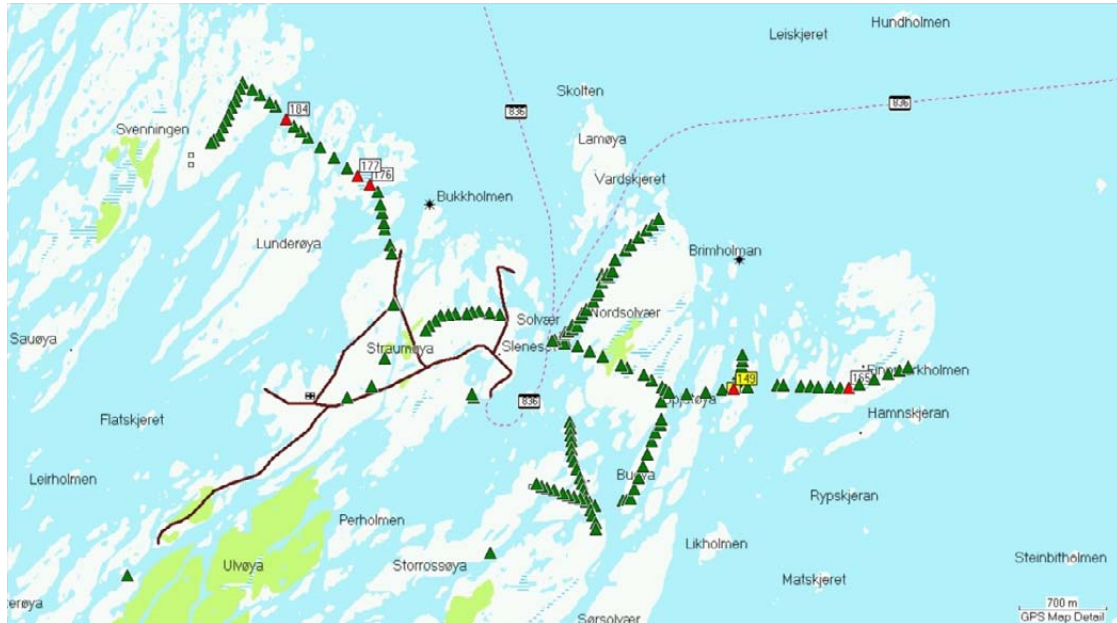 Hundholmen
Leiskjeret
Skolten
836
836
184
Svenningen
Lamøya
177
176
Vardskjeret
Bukkholmen
Lunderøya
Brimholman
Nordsolvær
Solvær
Sauøya
Straumøya
Slenes
149
165
836
Hamnskjeran
Flatskjeret
Leirholmen
Buøya
Rypskjeran
Perholmen
Likholmen
Ulvøya
Storrossøya
Steinbitholmen
Matskjeret
Sørsolvær
700 m
GPS Map Detail